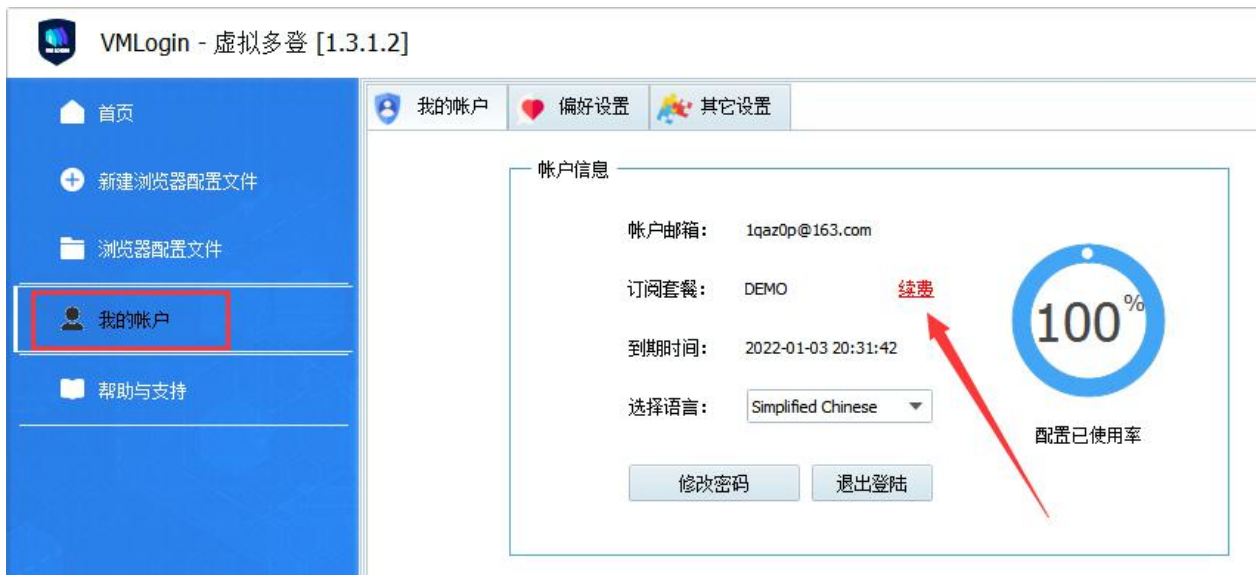 VMLogin - 虚拟多登 [1.3.1.2]
首页
新建浏览器配置文件
浏览器配置文件
我的帐户
帮助与支持
我的帐户 偏好设置 其它设置
帐户信息
帐户邮箱： 1qaz0p@163.com
订阅套餐： DEMO 续费
到期时间： 2022-01-03 20:31:42
选择语言： Simplified Chinese
修改密码 退出登陆
100%
配置已使用率